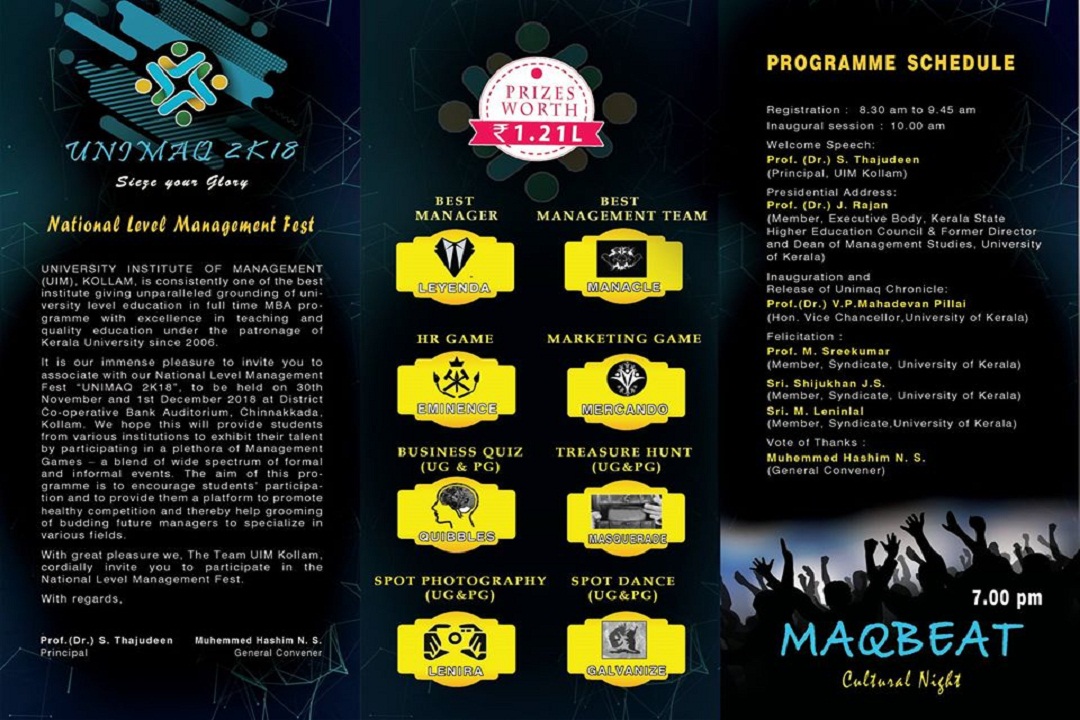 UNIMAQ 2K18
Sieze your Glory
National Level Management Fest
UNIVERSITY INSTITUTE OF MANAGEMENT
(UIM), KOLLAM, is consistently one of the best
institute giving unparalleled grounding of uni-
versity level education in full time MBA pro-
gramme with excellence in teaching and
quality education under the patronage of
Kerala University since 2006.
It is our immense pleasure to invite you to
associate with our National Level Management
Fest "UNIMAQ 2K18", to be held on 30th
November and 1st December 2018 at District
Co-operative Bank Auditorium, Chinnakkada,
Kollam. We hope this will provide students
from various institutions to exhibit their talent
by participating in a plethora of Management
Games – a blend of wide spectrum of formal
and informal events. The aim of this pro-
gramme is to encourage students' participa-
tion and to provide them a platform to promote
healthy competition and thereby help grooming
of budding future managers to specialize in
various fields.
With great pleasure we, The Team UIM Kollam,
cordially invite you to participate in the
National Level Management Fest.
With regards,
Prof.(Dr.) S. Thajudeen Muhemmed Hashim N. S.
Principal General Convener
PRIZES
WORTH
₹1.21L
BEST
MANAGER
LEYENDA
BEST
MANAGEMENT TEAM
MANACLE
HR GAME
EMINENCE
MARKETING GAME
MERCANDO
BUSINESS QUIZ
(UG & PG)
QUIBBLES
TREASURE HUNT
(UG&PG)
MASQUERADE
SPOT PHOTOGRAPHY
(UG&PG)
LENIRA
SPOT DANCE
(UG&PG)
GALVANIZE
PROGRAMME SCHEDULE
Registration : 8.30 am to 9.45 am
Inaugural session : 10.00 am
Welcome Speech:
Prof. (Dr.) S. Thajudeen
(Principal, UIM Kollam)
Presidential Address:
Prof. (Dr.) J. Rajan
(Member, Executive Body, Kerala State
Higher Education Council & Former Director
and Dean of Management Studies, University
of Kerala)
Inauguration and
Release of Unimaq Chronicle:
Prof.(Dr.) V.P.Mahadevan Pillai
(Hon. Vice Chancellor,University of Kerala)
Felicitation :
Prof. M. Sreekumar
(Member, Syndicate, University of Kerala)
Sri. Shijukhan J.S.
(Member, Syndicate, University of Kerala)
Sri. M. Leninlal
(Member, Syndicate,University of Kerala)
Vote of Thanks :
Muhemmed Hashim N. S.
(General Convener)
7.00 pm
MAQBEAT
Cultural Night